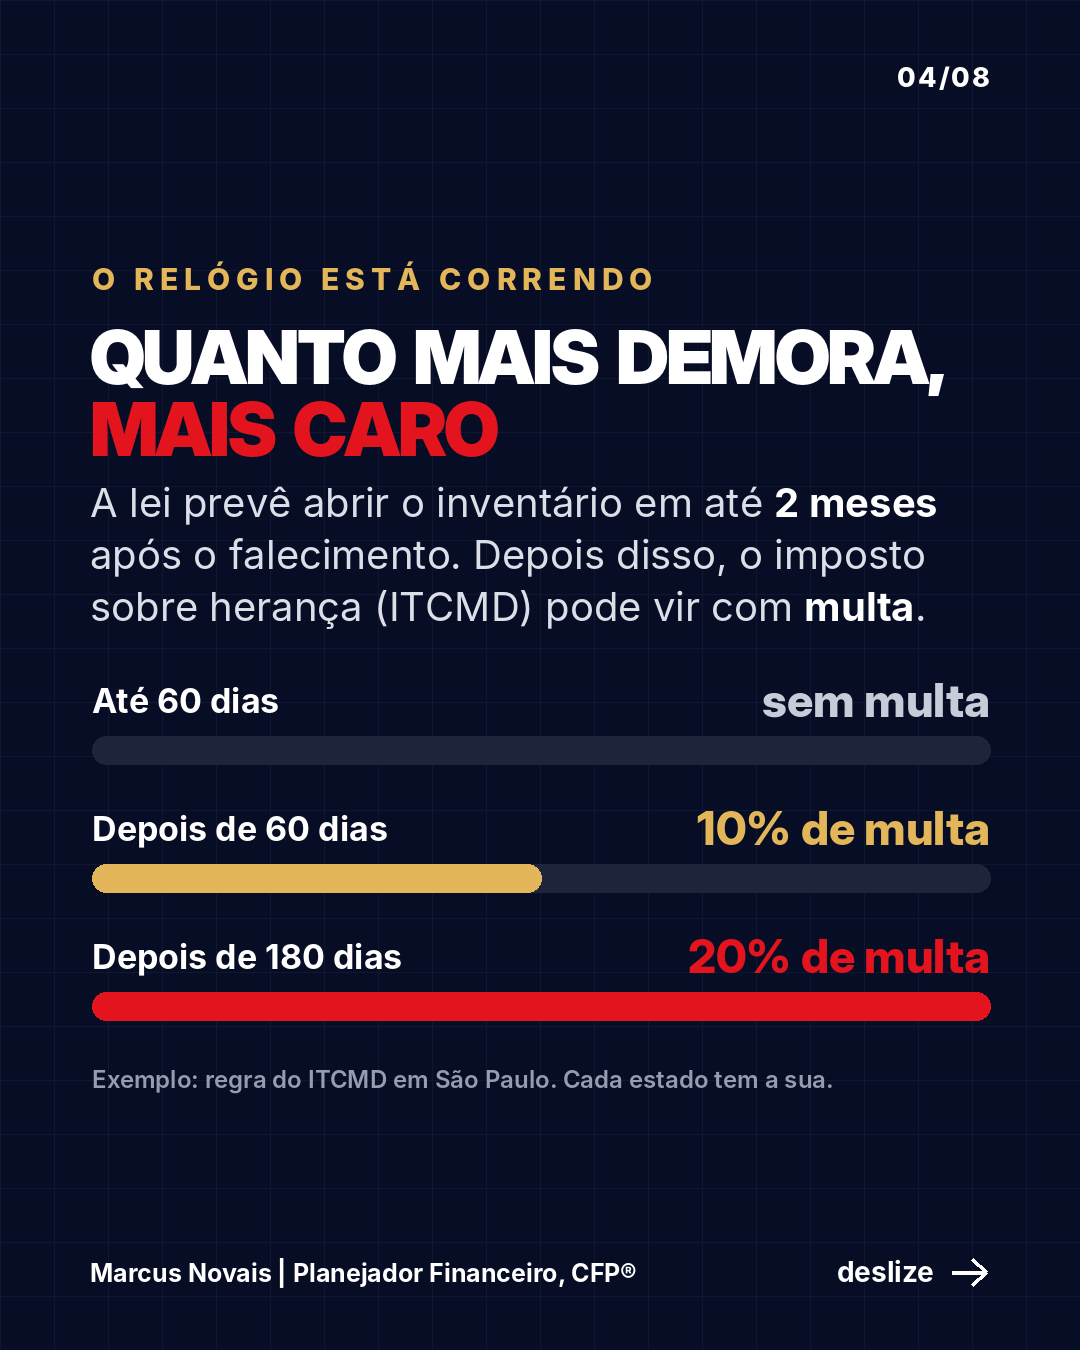 04/08
O RELÓGIO ESTÁ CORRENDO
QUANTO MAIS DEMORA,
MAIS CARO
A lei prevê abrir o inventário em até 2 meses
após o falecimento. Depois disso, o imposto
sobre herança (ITCMD) pode vir com multa.
Até 60 dias sem multa
Depois de 60 dias 10% de multa
Depois de 180 dias 20% de multa
Exemplo: regra do ITCMD em São Paulo. Cada estado tem a sua.
Marcus Novais | Planejador Financeiro, CFP® deslize →